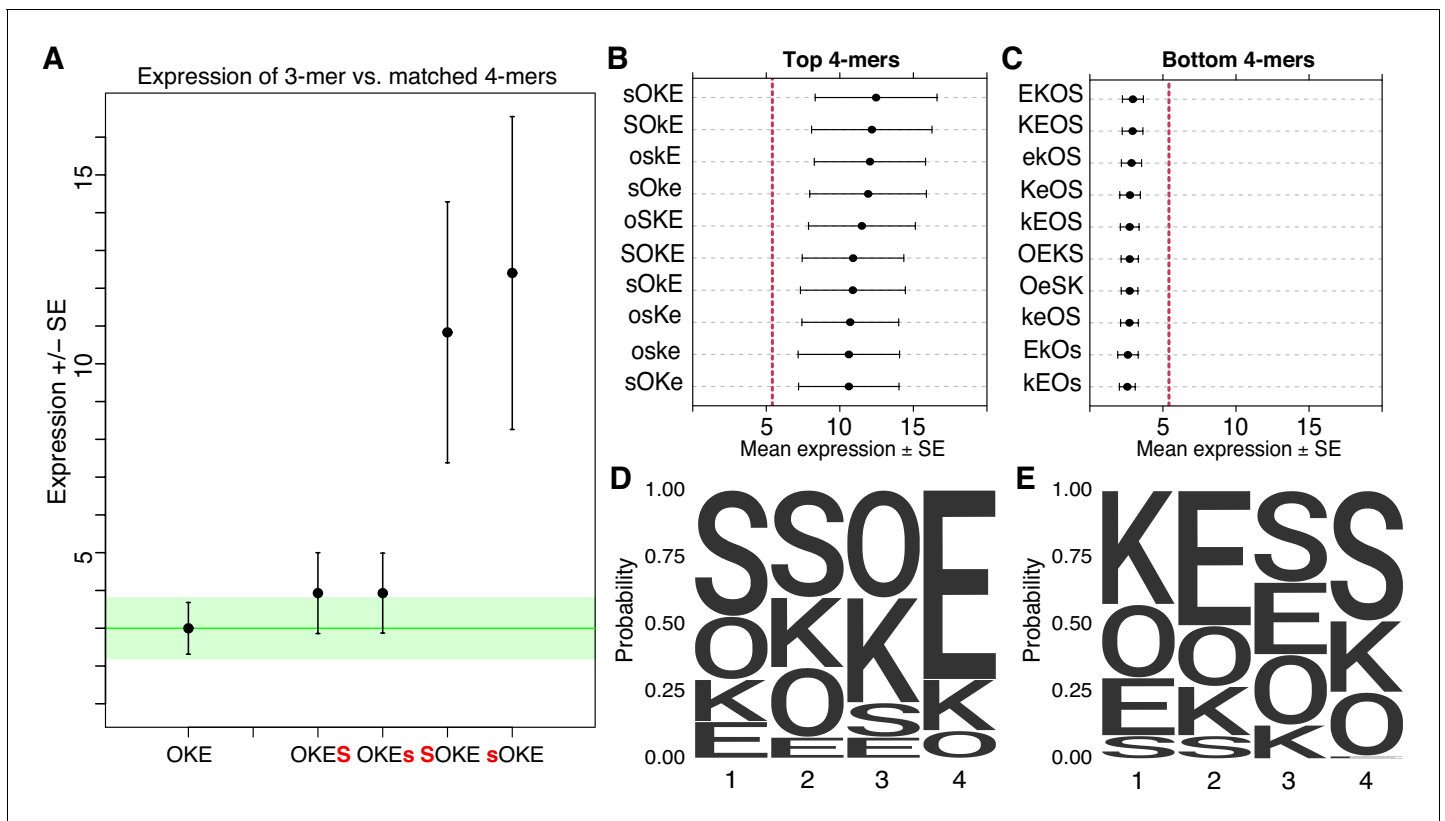 A
Expression of 3-mer vs. matched 4-mers
Expression +/− SE
15
10
5
OKE
OKES
OKEs
SOKE
sOKE
B
Top 4-mers
sOKE
SOkE
oskE
sOke
oSKE
SOKE
sOkE
osKe
oske
sOKe
5
10
15
Mean expression ± SE
C
Bottom 4-mers
EKOS
KEOS
ekOS
KeOS
kEOS
OEKS
OeSK
keOS
EkOs
kEOs
5
10
15
Mean expression ± SE
D
Probability
1.00
0.75
0.50
0.25
0.00
S S O E
O K K K
K O S O
E E E
1 2 3 4
E
Probability
1.00
0.75
0.50
0.25
0.00
K E S S
O O E K
E K O O
S S K
1 2 3 4